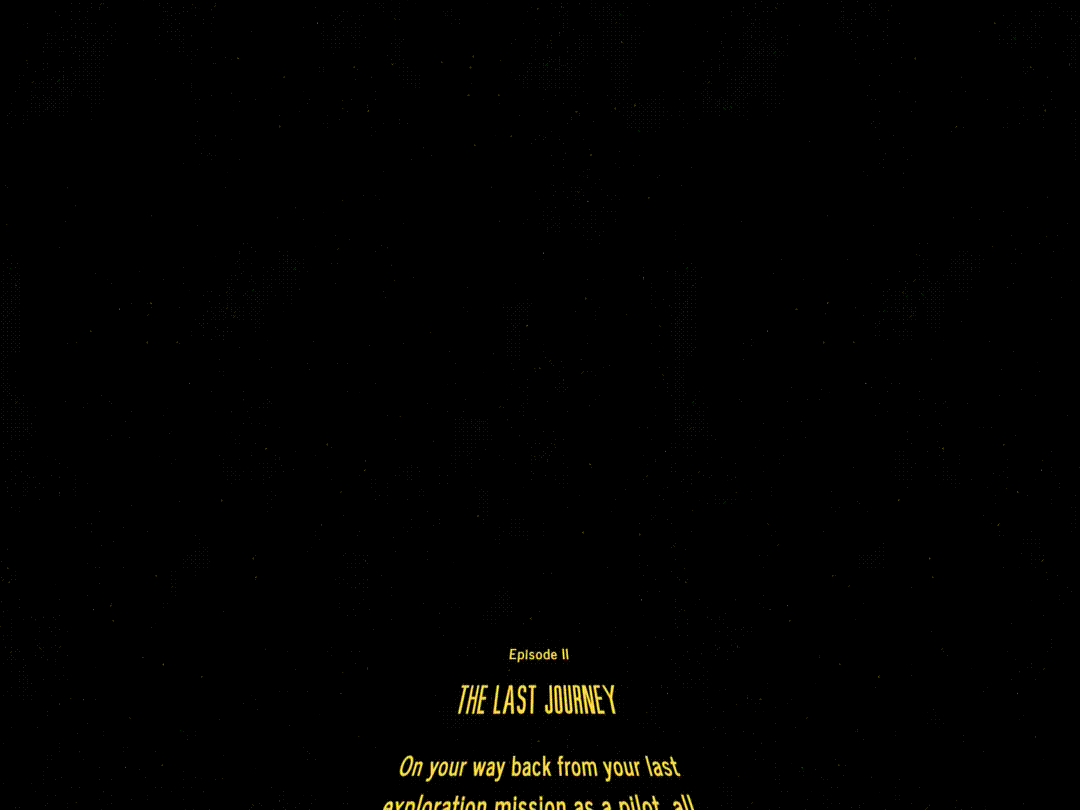 Episode II
THE LAST JOURNEY
On your way back from your last
exploration mission as a pilot, all